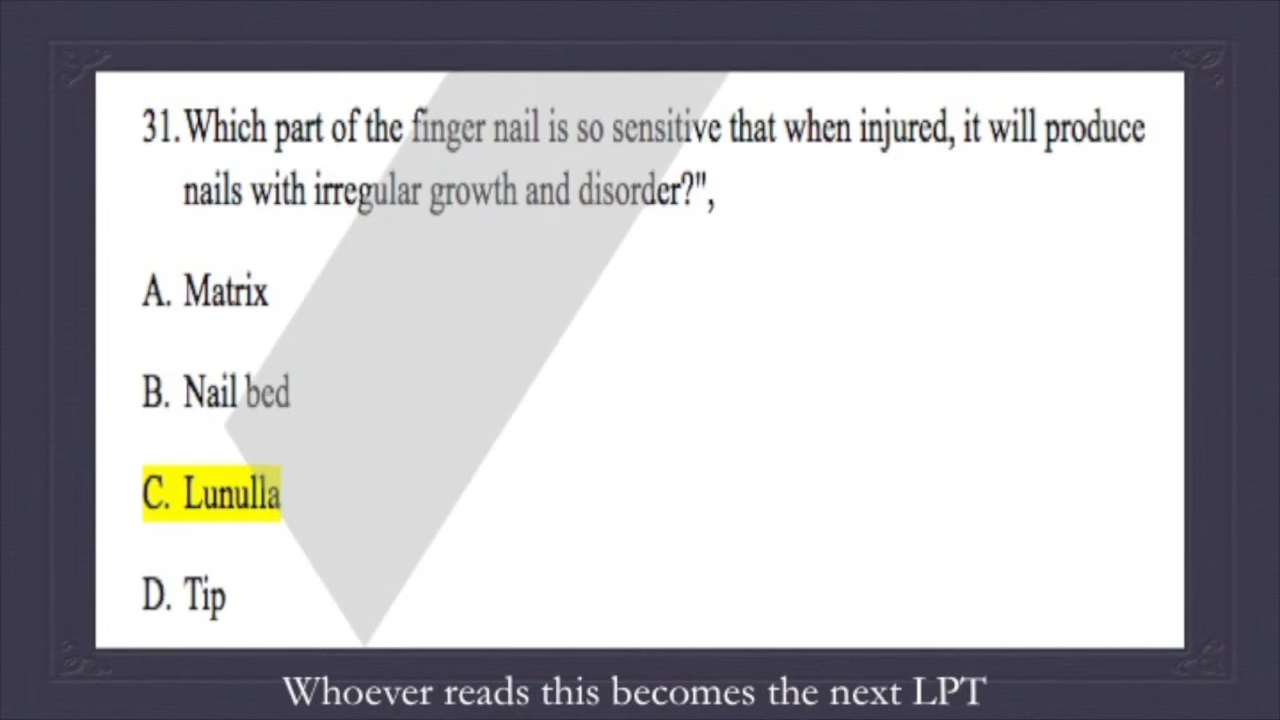 31. Which part of the finger nail is so sensitive that when injured, it will produce
nails with irregular growth and disorder?",
A. Matrix
B. Nail bed
C. Lunulla
D. Tip
Whoever reads this becomes the next LPT